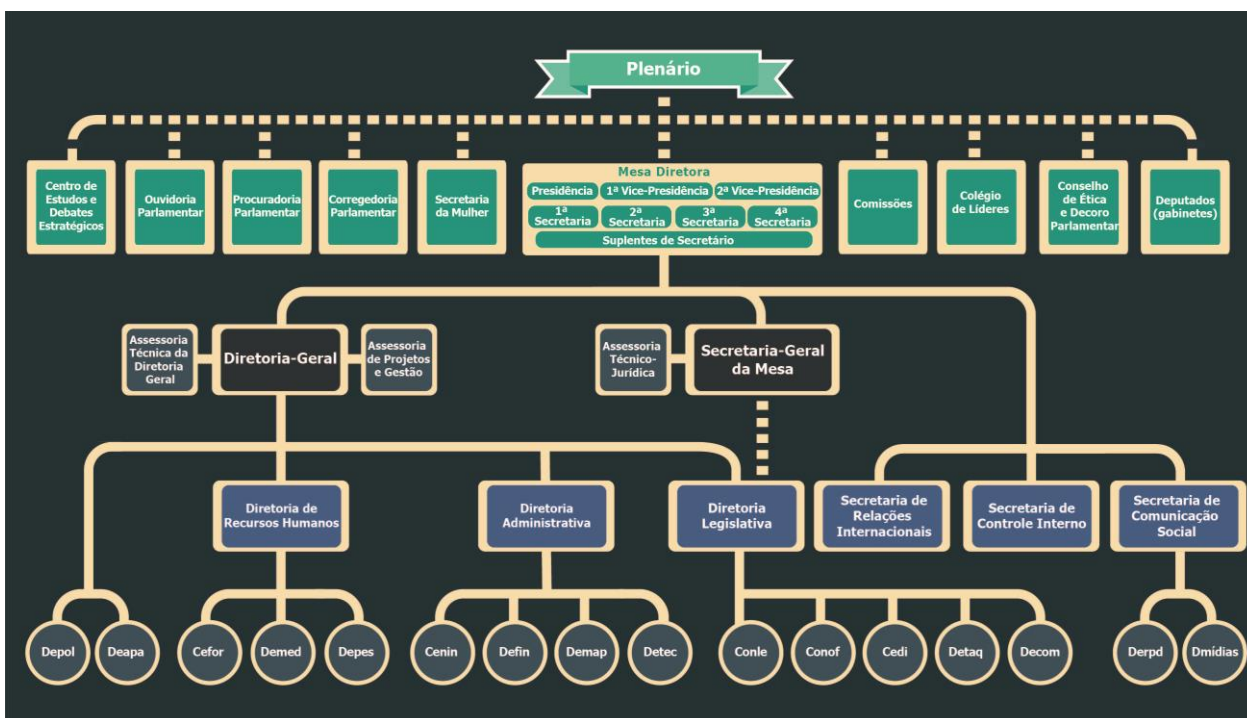 Plenário
Centro de
Estudos e
Debates
Estratégicos
Ouvidoria
Parlamentar
Procuradoria
Parlamentar
Corregedoria
Parlamentar
Secretaria
da Mulher
Mesa Diretora
Presidência
1ª Vice-Presidência
2ª Vice-Presidência
1ª
Secretaria
2ª
Secretaria
3ª
Secretaria
4ª
Secretaria
Suplentes de Secretário
Comissões
Colégio
de Líderes
Conselho
de Ética
e Decoro
Parlamentar
Deputados
(gabinetes)
Assessoria
Técnica da
Diretoria
Geral
Diretoria-Geral
Assessoria
de Projetos
e Gestão
Assessoria
Técnico-
Jurídica
Secretaria-Geral
da Mesa
Diretoria de
Recursos Humanos
Diretoria
Administrativa
Diretoria
Legislativa
Secretaria de
Relações
Internacionais
Secretaria de
Controle Interno
Secretaria de
Comunicação
Social
Depol
Deapa
Cefor
Demed
Depes
Cenin
Defin
Demap
Detec
Conle
Conof
Cedi
Detaq
Decom
Derpd
Dmídias